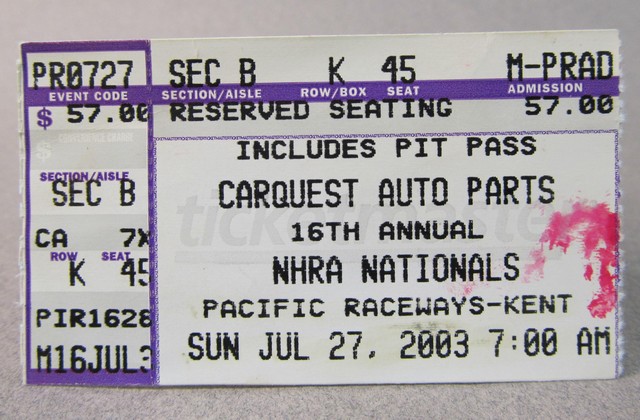 PR0727 SEC B K 45 M-PRAD
EVENT CODE SECTION/AISLE ROW/BOX SEAT ADMISSION
$ 57.00 RESERVED SEATING 57.00
$
SECTION/AISLE
SEC B
CA 7X
ROW SEAT
K 45
PIR1628
M16JUL3
INCLUDES PIT PASS
CARQUEST AUTO PARTS
ticketmaster
16TH ANNUAL
NHRA NATIONALS
PACIFIC RACEWAYS-KENT
SUN JUL 27, 2003 7:00 AM